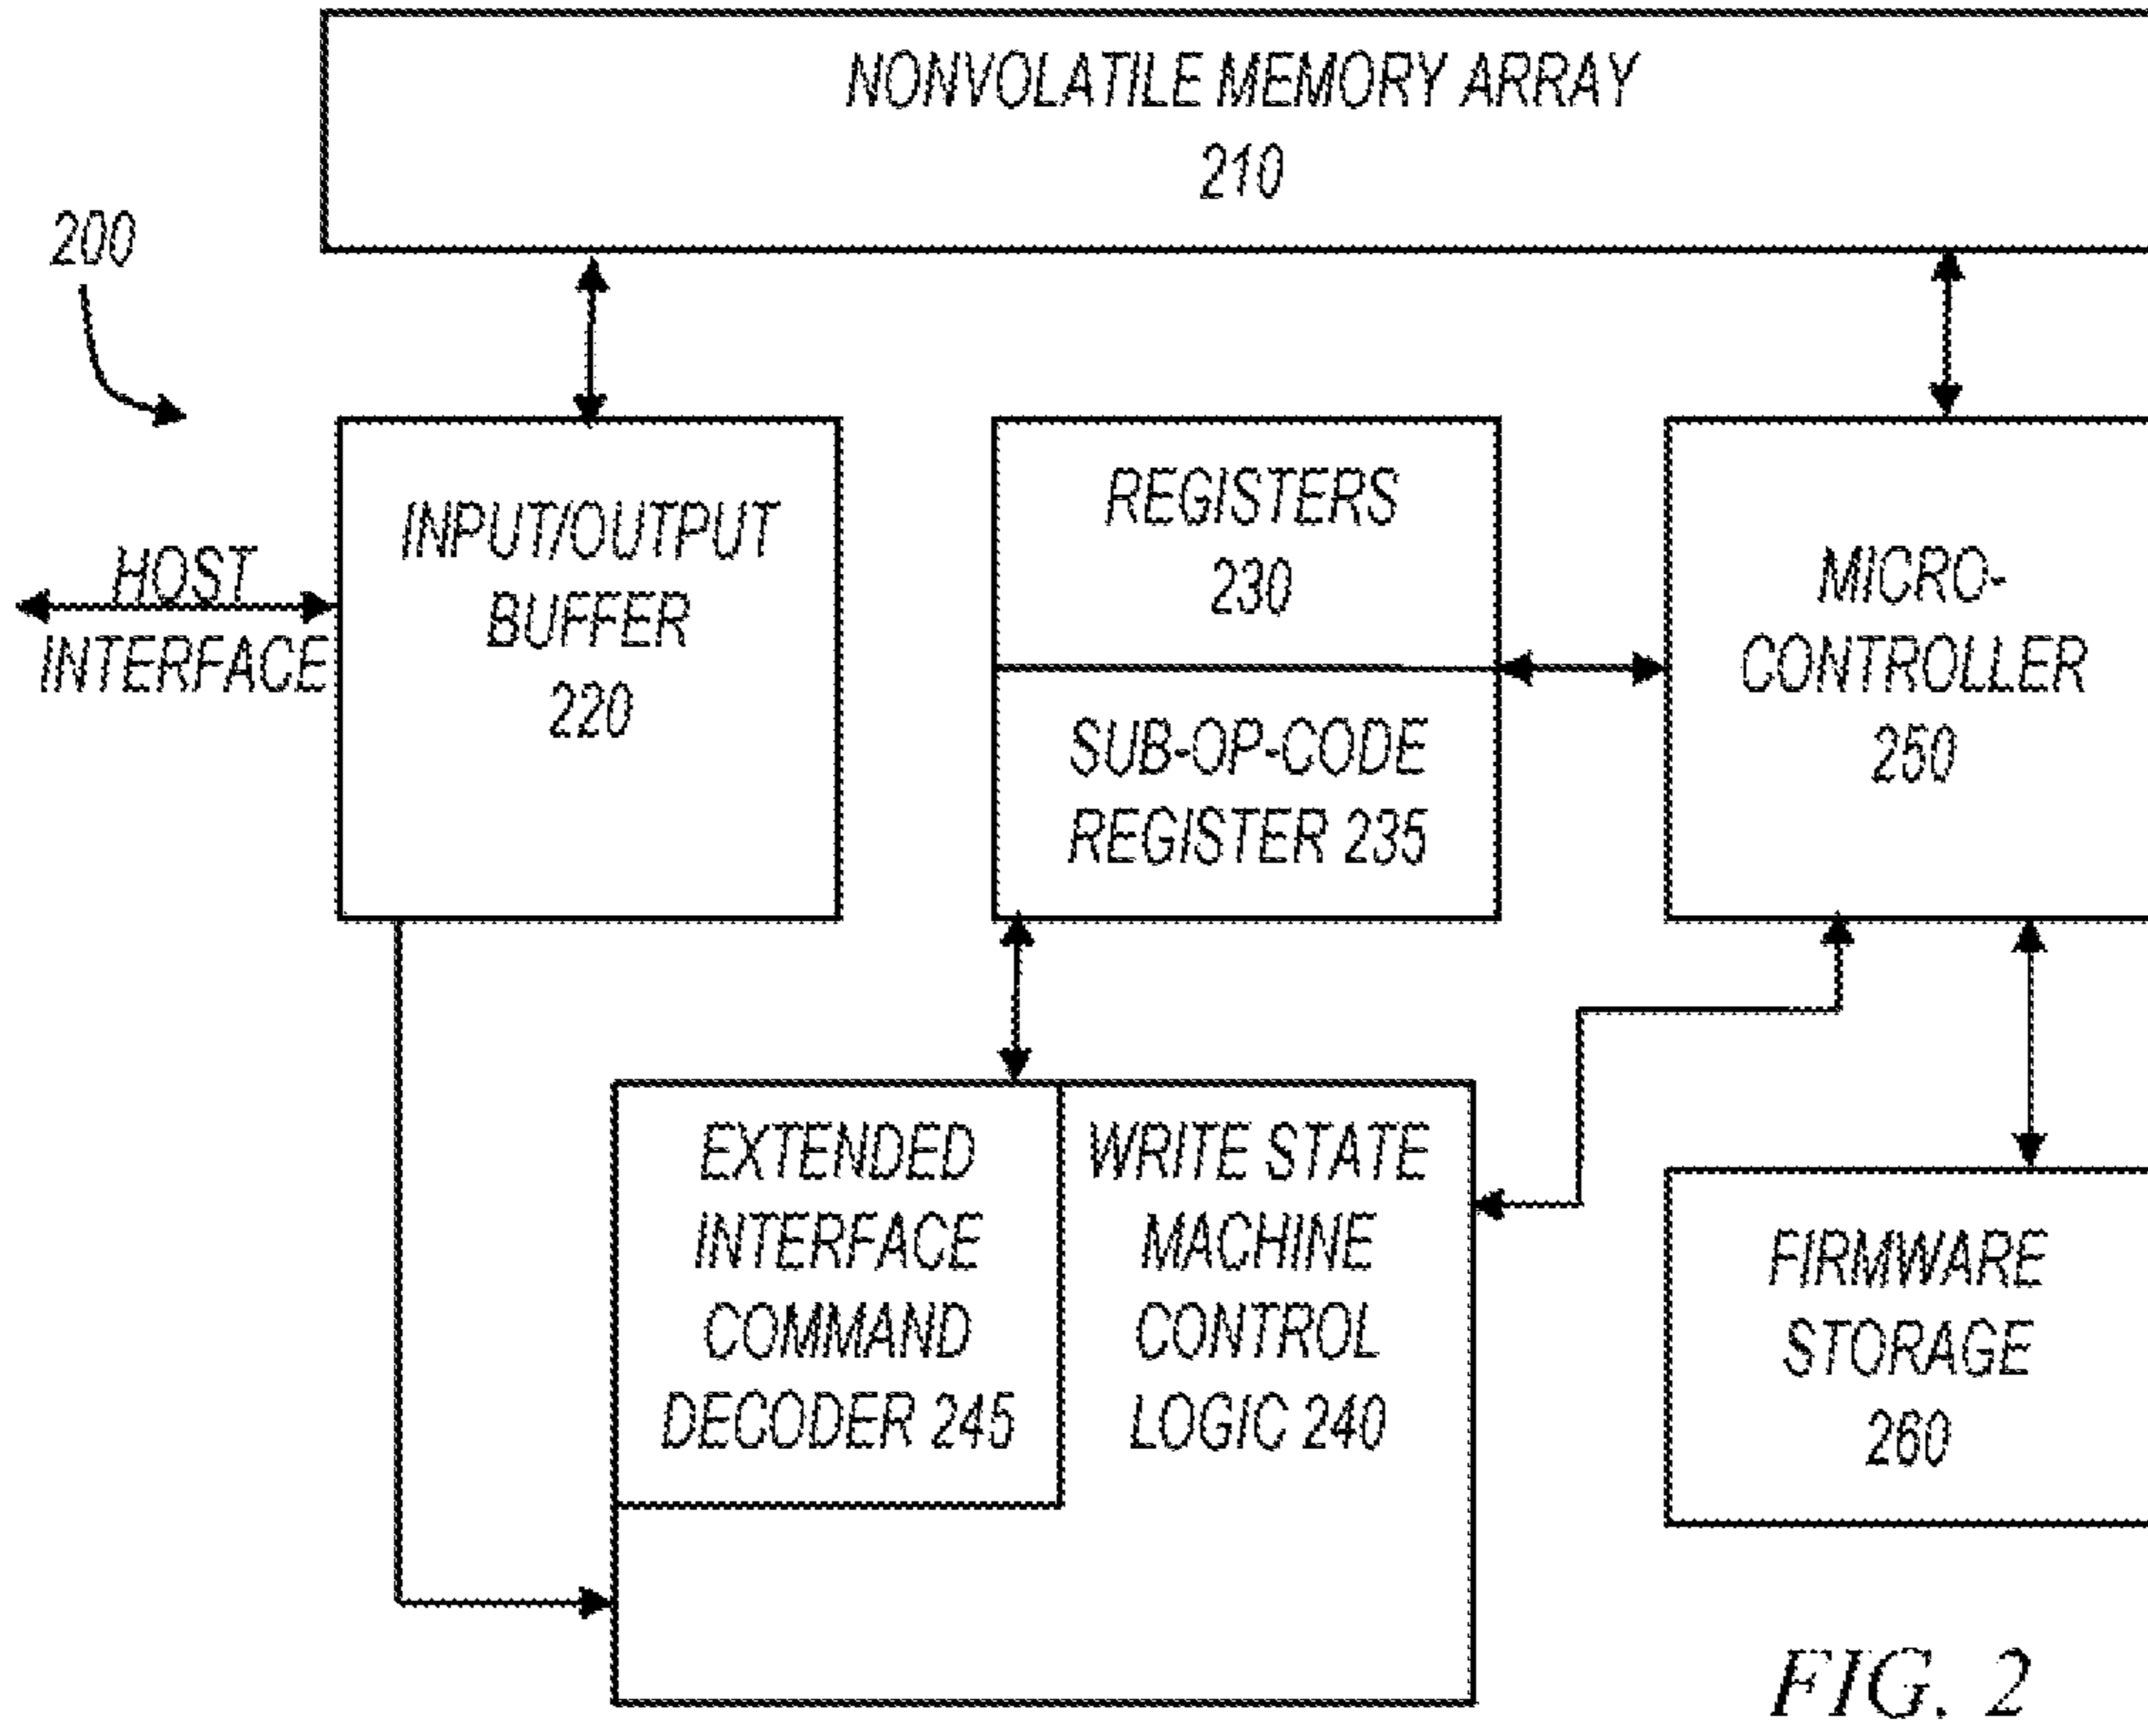 NONVOLATILE MEMORY ARRAY
210
200
HOST
INTERFACE
INPUT/OUTPUT
BUFFER
220
REGISTERS
230
SUB-OP-CODE
REGISTER 235
MICRO-
CONTROLLER
250
EXTENDED
INTERFACE
COMMAND
DECODER 245
WRITE STATE
MACHINE
CONTROL
LOGIC 240
FIRMWARE
STORAGE
260
FIG. 2